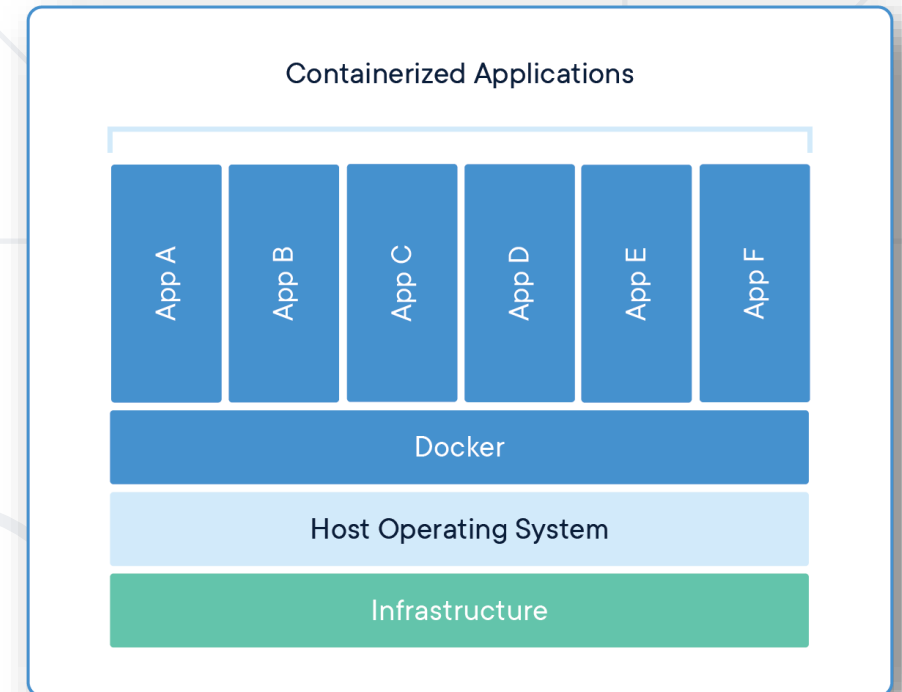 Containerized Applications
App A
App B
App C
App D
App E
App F
Docker
Host Operating System
Infrastructure